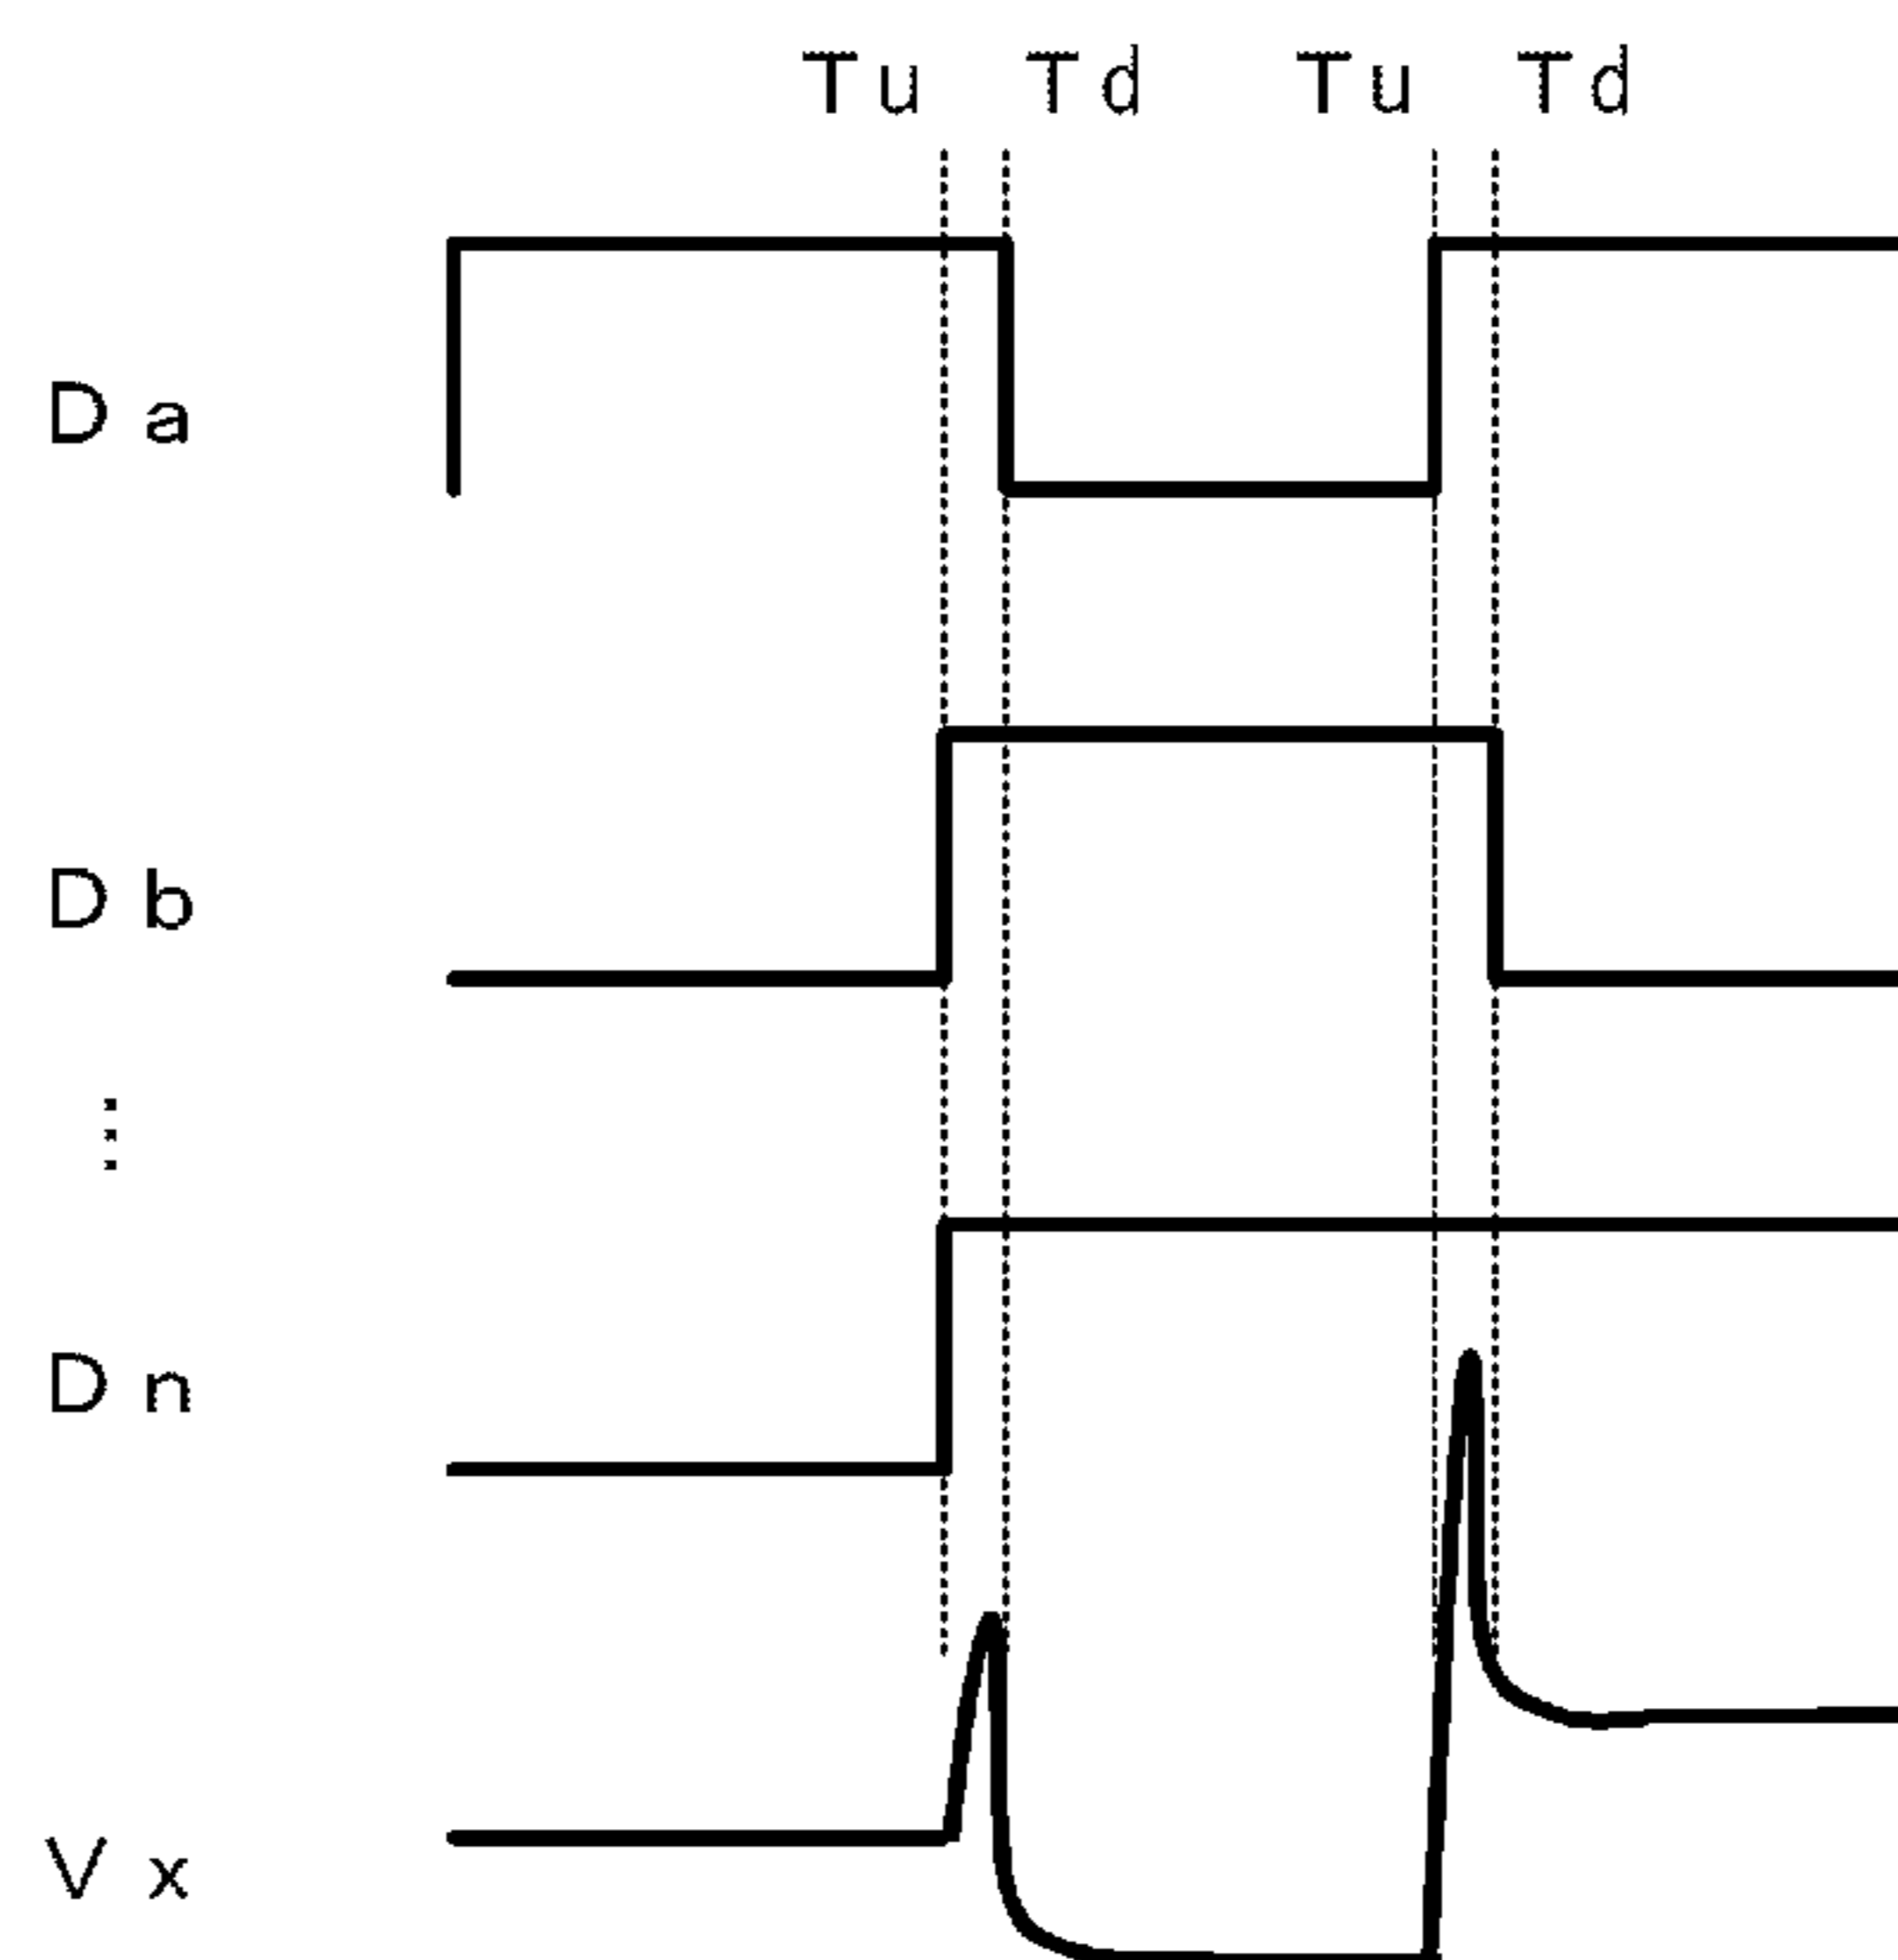 Tu Td Tu Td
Da
Db
⋮
Dn
Vx